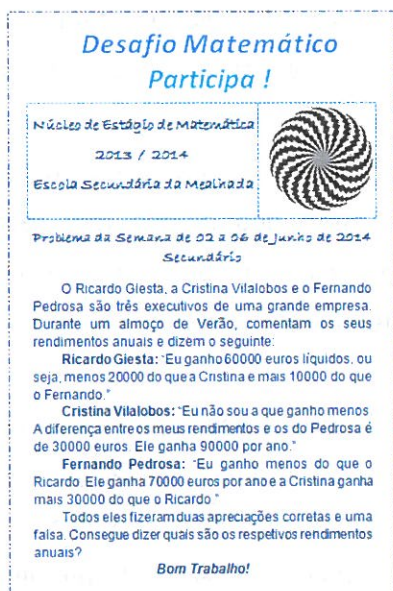 Desafio Matemático
Participa !
Núcleo de Estágio de Matemática
2013 / 2014
Escola Secundária da Mealhada
Problema da Semana de 02 a 06 de Junho de 2014
Secundário
O Ricardo Giesta, a Cristina Vilalobos e o Fernando
Pedrosa são três executivos de uma grande empresa.
Durante um almoço de Verão, comentam os seus
rendimentos anuais e dizem o seguinte:
Ricardo Giesta: "Eu ganho 60000 euros líquidos, ou
seja, menos 20000 do que a Cristina e mais 10000 do que
o Fernando."
Cristina Vilalobos: "Eu não sou a que ganho menos.
A diferença entre os meus rendimentos e os do Pedrosa é
de 30000 euros. Ele ganha 90000 por ano."
Fernando Pedrosa: "Eu ganho menos do que o
Ricardo. Ele ganha 70000 euros por ano e a Cristina ganha
mais 30000 do que o Ricardo."
Todos eles fizeram duas apreciações corretas e uma
falsa. Consegue dizer quais são os respetivos rendimentos
anuais?
Bom Trabalho!